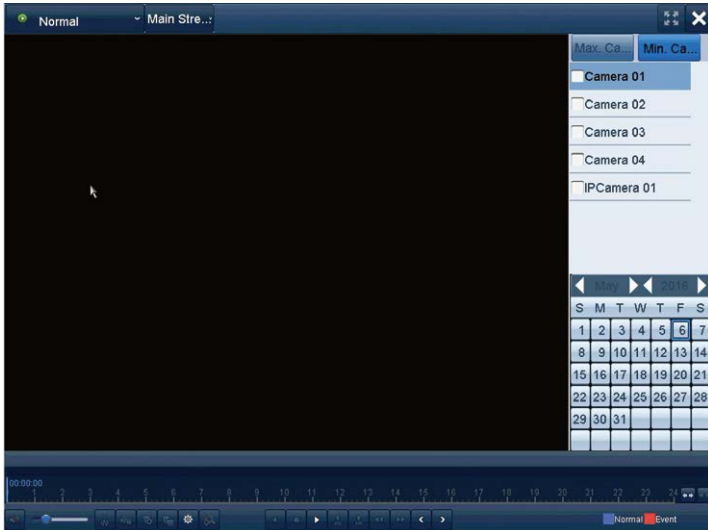 Normal
Main Stre...
Max. Ca...
Min. Ca...
Camera 01
Camera 02
Camera 03
Camera 04
IPCamera 01
May 2016
S M T W T F S
1 2 3 4 5 6 7
8 9 10 11 12 13 14
15 16 17 18 19 20 21
22 23 24 25 26 27 28
29 30 31
00:00:00
1 2 3 4 5 6 7 8 9 10 11 12 13 14 15 16 17 18 19 20 21 22 23 24
Normal Event